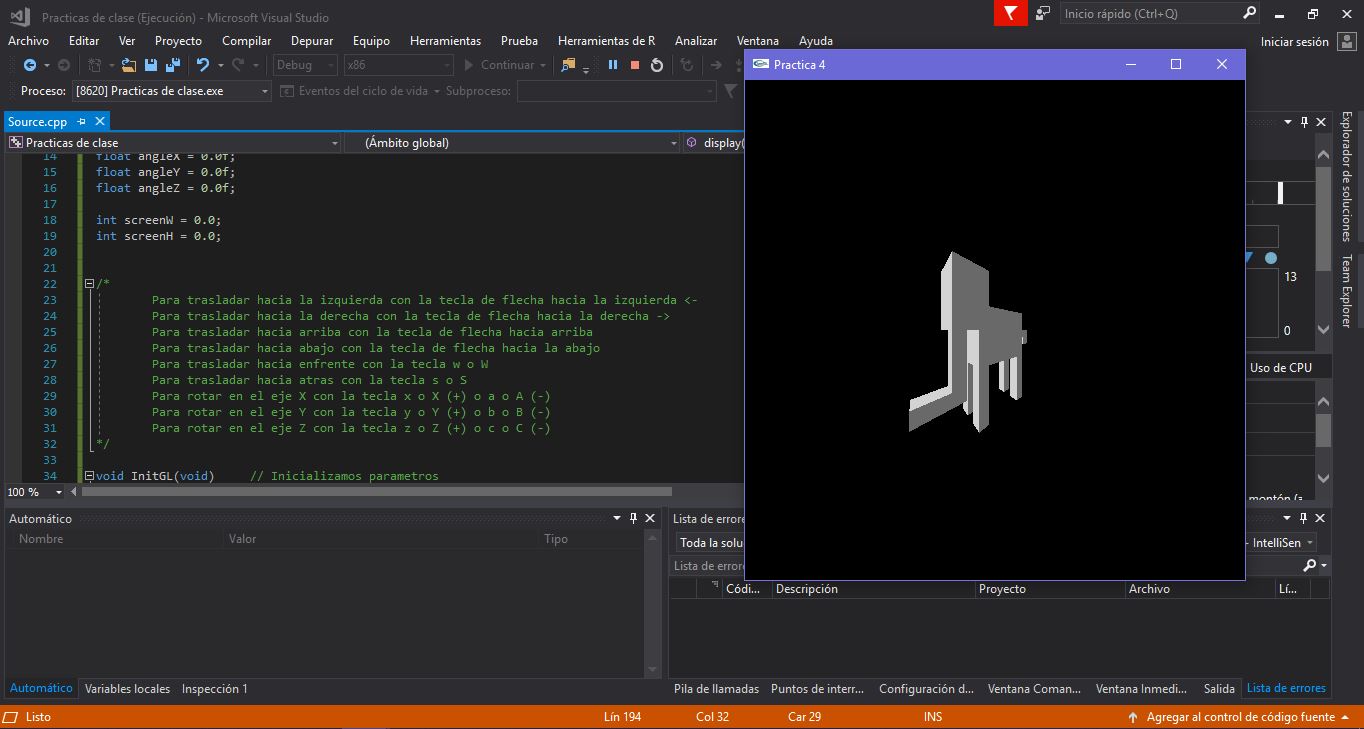 Practicas de clase (Ejecución) - Microsoft Visual Studio
Inicio rápido (Ctrl+Q)
Archivo Editar Ver Proyecto Compilar Depurar Equipo Herramientas Prueba Herramientas de R Analizar Ventana Ayuda
Iniciar sesión
Debug x86 Continuar
Practica 4
Proceso: [8620] Practicas de clase.exe Eventos del ciclo de vida Subproceso:
Source.cpp
Practicas de clase (Ámbito global) display(
14 float angleX = 0.0f;
15 float angleY = 0.0f;
16 float angleZ = 0.0f;
17
18 int screenW = 0.0;
19 int screenH = 0.0;
20
21
22 /*
23 Para trasladar hacia la izquierda con la tecla de flecha hacia la izquierda <-
24 Para trasladar hacia la derecha con la tecla de flecha hacia la derecha ->
25 Para trasladar hacia arriba con la tecla de flecha hacia arriba
26 Para trasladar hacia abajo con la tecla de flecha hacia la abajo
27 Para trasladar hacia enfrente con la tecla w o W
28 Para trasladar hacia atras con la tecla s o S
29 Para rotar en el eje X con la tecla x o X (+) o a o A (-)
30 Para rotar en el eje Y con la tecla y o Y (+) o b o B (-)
31 Para rotar en el eje Z con la tecla z o Z (+) o c o C (-)
32 */
33
34 void InitGL(void) // Inicializamos parametros
100 %
13
0
Uso de CPU
montón (a
Explorador de soluciones
Team Explorer
Automático
Nombre Valor Tipo
Automático Variables locales Inspección 1
Lista de errore
Toda la solu
- IntelliSen
Lista de errore
Códi... Descripción Proyecto Archivo Lí...
Pila de llamadas Puntos de interr... Configuración d... Ventana Coman... Ventana Inmedi... Salida Lista de errores
Listo Lín 194 Col 32 Car 29 INS Agregar al control de código fuente